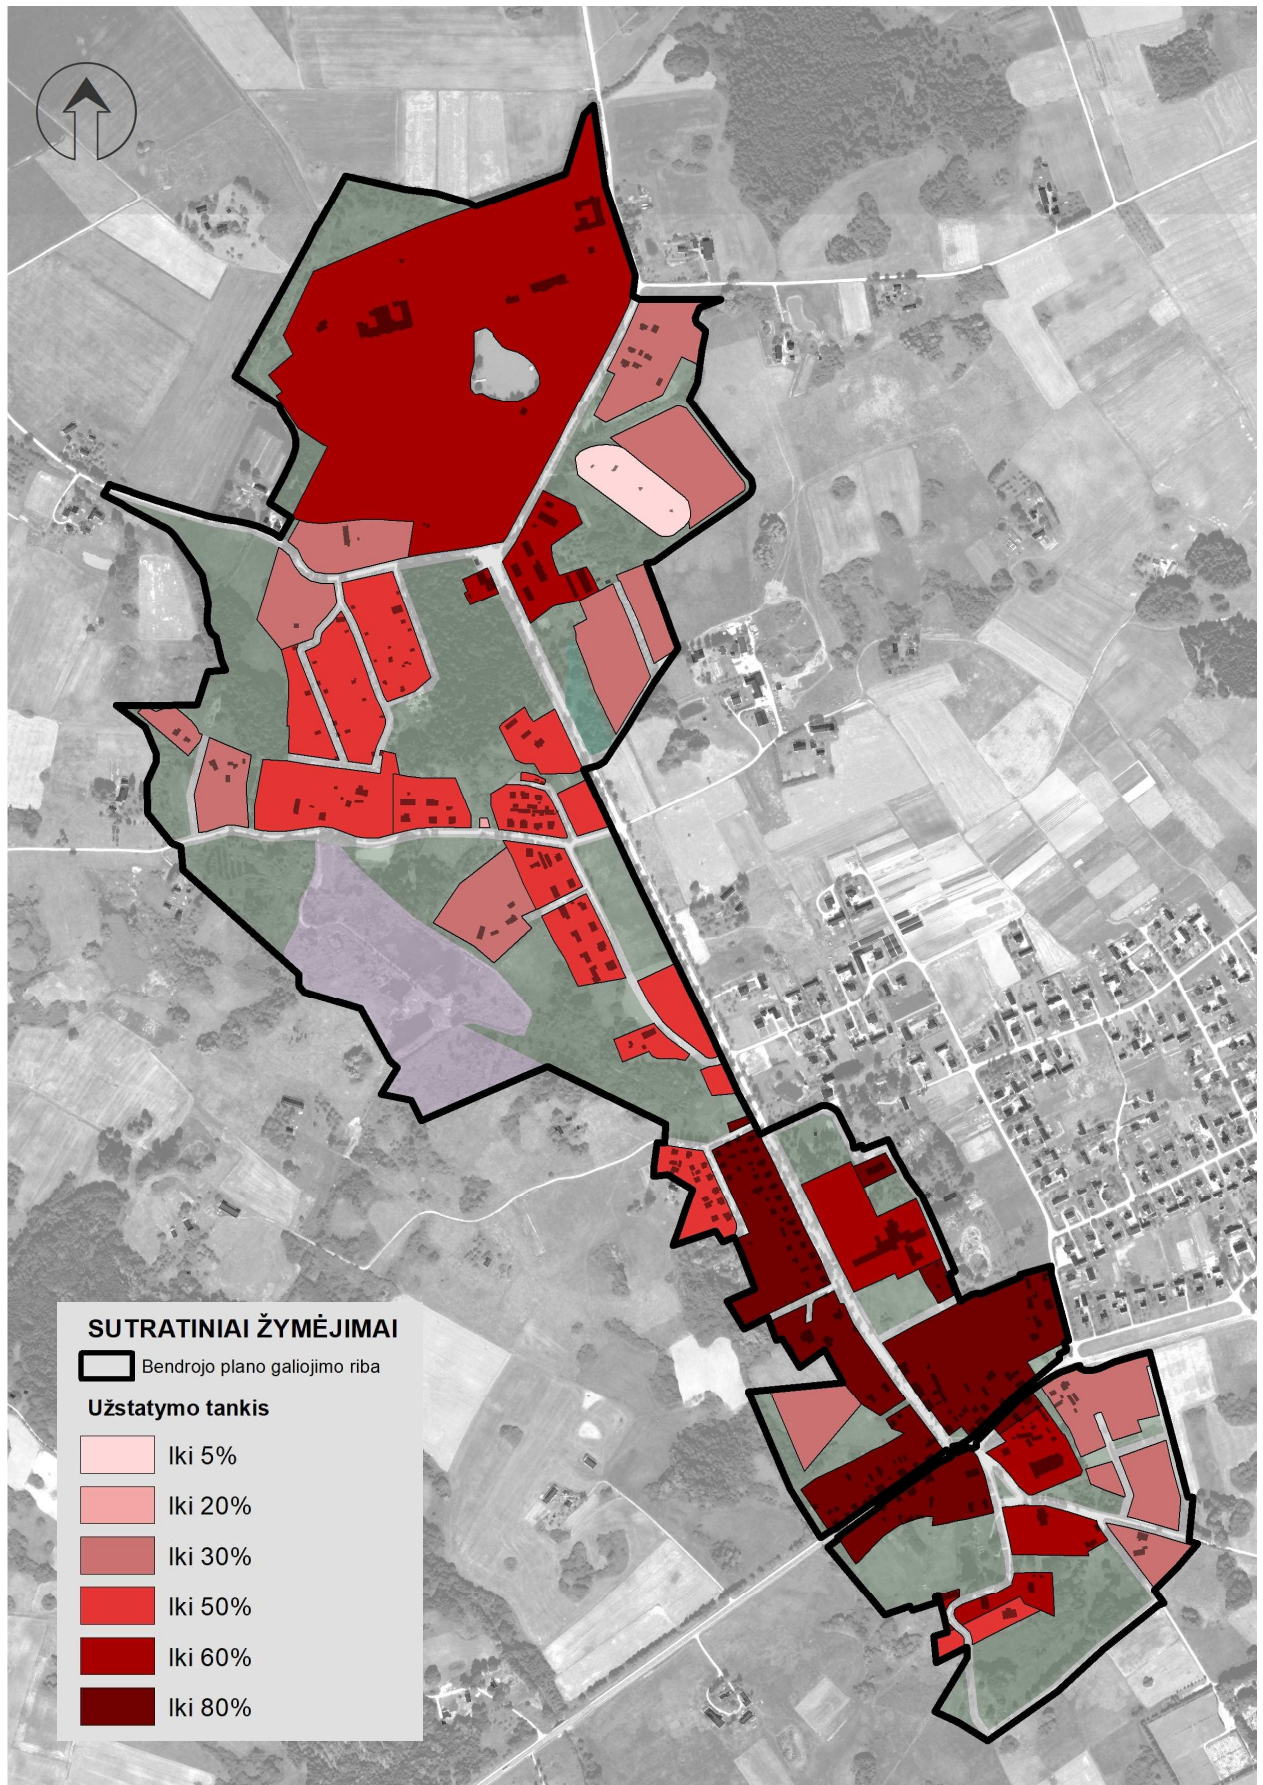 SUTRATINIAI ŽYMĖJIMAI
Bendrojo plano galiojimo riba
Užstatymo tankis
Iki 5%
Iki 20%
Iki 30%
Iki 50%
Iki 60%
Iki 80%